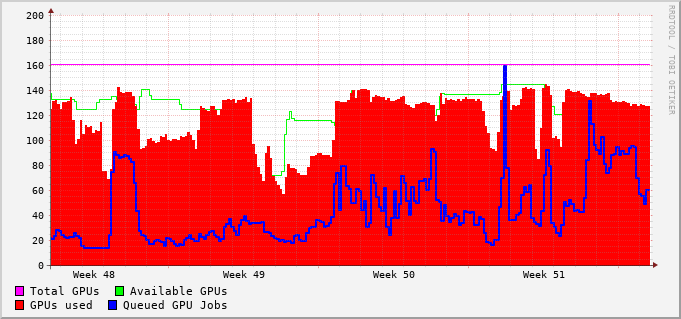 200
180
160
140
120
100
80
60
40
20
0
Week 48 Week 49 Week 50 Week 51
Total GPUs Available GPUs
GPUs used Queued GPU Jobs
RRDTOOL / TOBI OETIKER